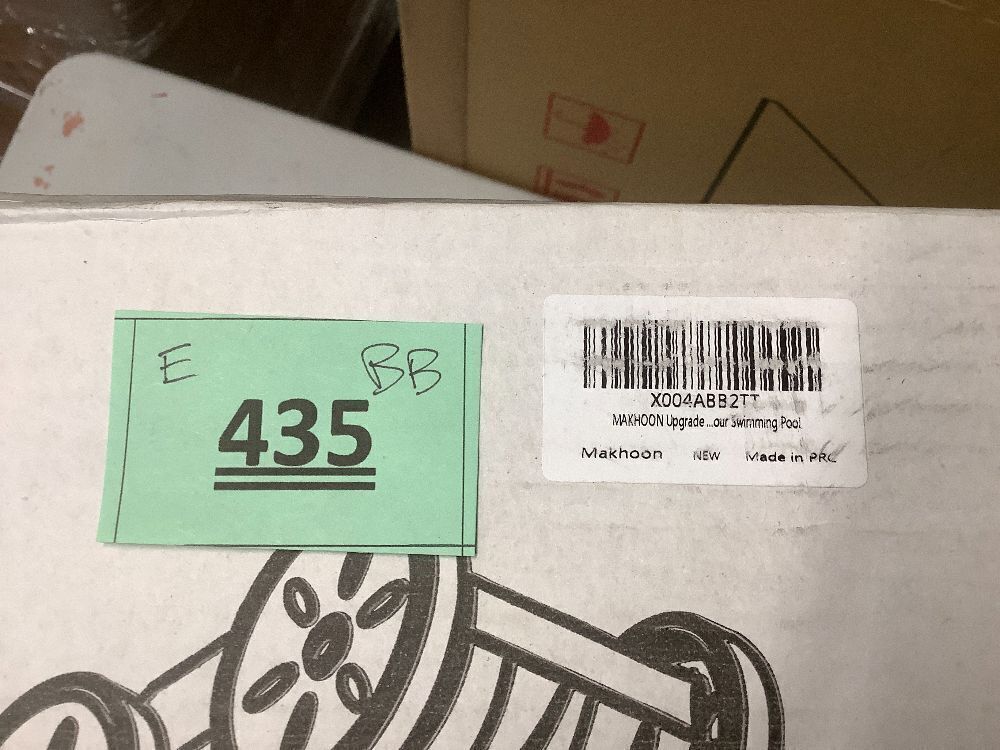 E BB
435
X004ABB2TT
MAKHOON Upgrade ...our Swimming Pool
Makhoon NEW Made in PRC